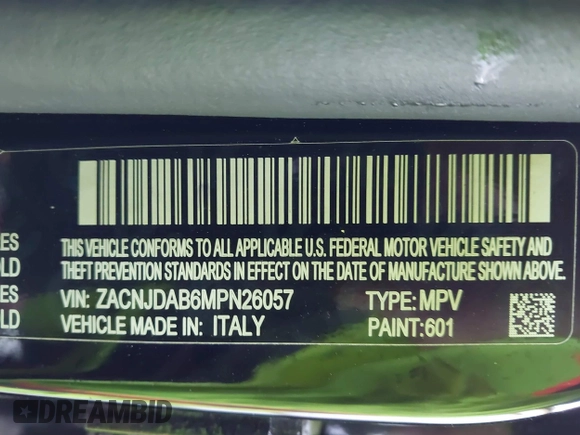 THIS VEHICLE CONFORMS TO ALL APPLICABLE U.S. FEDERAL MOTOR VEHICLE SAFETY AND
ES
THEFT PREVENTION STANDARDS IN EFFECT ON THE DATE OF MANUFACTURE SHOWN ABOVE.
OLD
VIN: ZACNJDAB6MPN26057 TYPE: MPV
ES
VEHICLE MADE IN: ITALY PAINT: 601
LD
DREAMBID